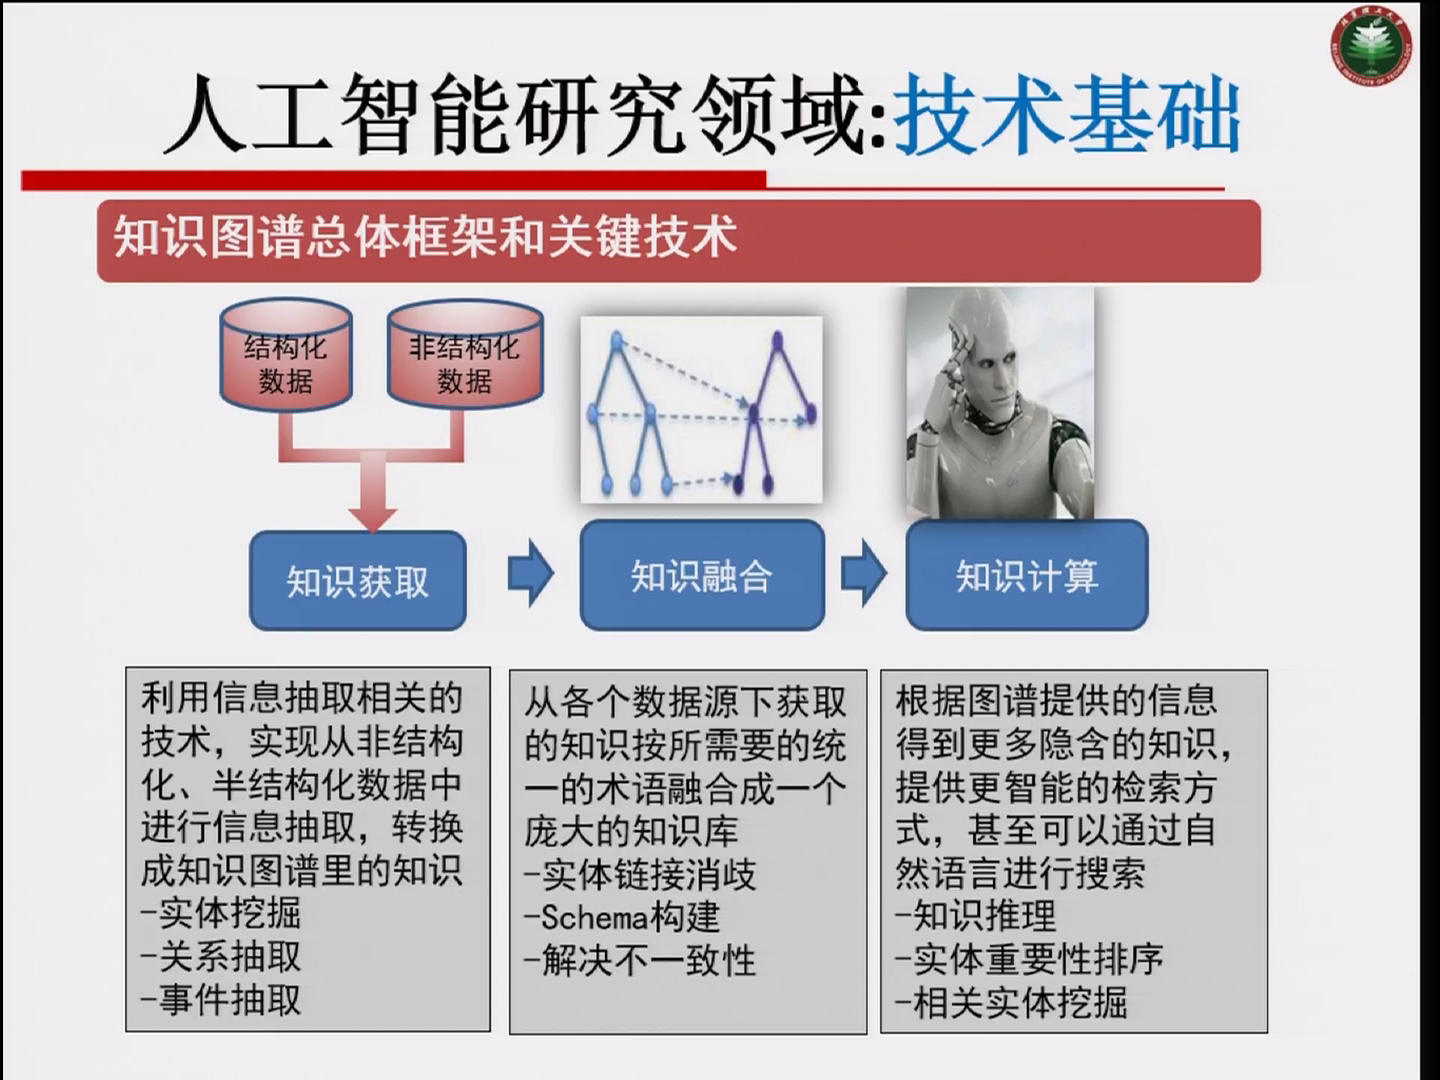 人工智能研究领域:技术基础
知识图谱总体框架和关键技术
结构化
数据
非结构化
数据
知识获取
知识融合
知识计算
利用信息抽取相关的
技术，实现从非结构
化、半结构化数据中
进行信息抽取，转换
成知识图谱里的知识
-实体挖掘
-关系抽取
-事件抽取
从各个数据源下获取
的知识按所需要的统
一的术语融合成一个
庞大的知识库
-实体链接消歧
-Schema构建
-解决不一致性
根据图谱提供的信息
得到更多隐含的知识，
提供更智能的检索方
式，甚至可以通过自
然语言进行搜索
-知识推理
-实体重要性排序
-相关实体挖掘